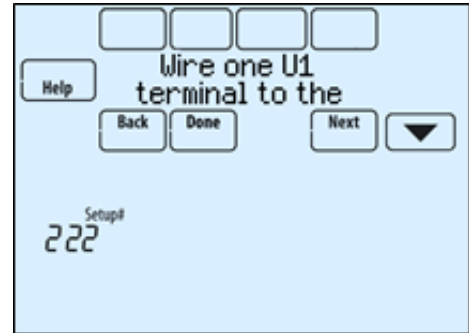 Wire one U1
Help
terminal to the
Back Done Next
Setup#
222